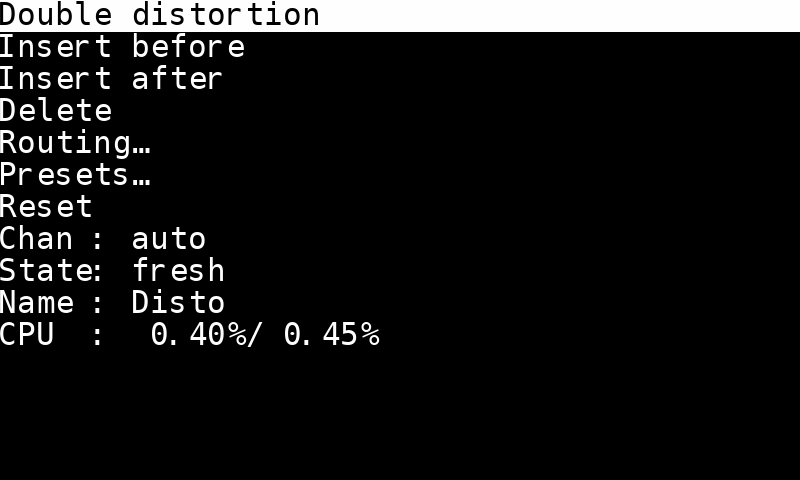 Double distortion
Insert before
Insert after
Delete
Routing…
Presets…
Reset
Chan : auto
State: fresh
Name : Disto
CPU  :  0.40%/ 0.45%